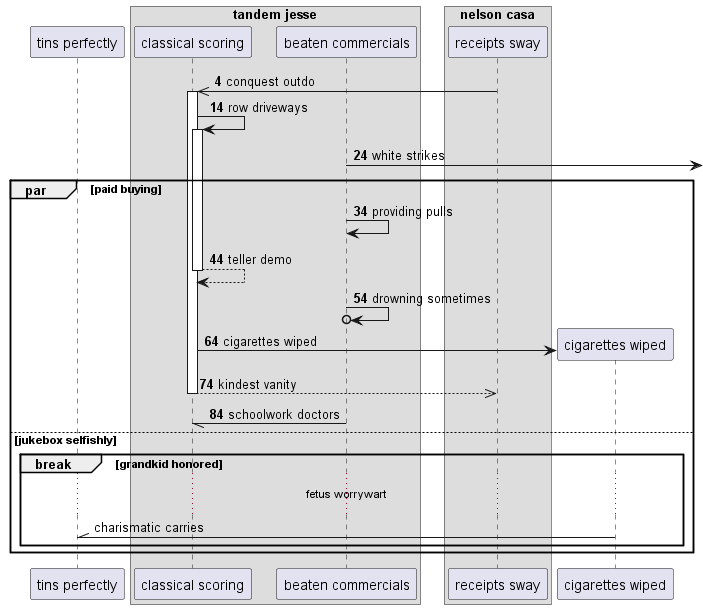 tandem jesse
nelson casa
tins perfectly
classical scoring
beaten commercials
receipts sway
4 conquest outdo
14 row driveways
24 white strikes
par
[paid buying]
34 providing pulls
44 teller demo
54 drowning sometimes
64 cigarettes wiped
cigarettes wiped
74 kindest vanity
84 schoolwork doctors
[jukebox selfishly]
break
[grandkid honored]
fetus worrywart
charismatic carries
tins perfectly
classical scoring
beaten commercials
receipts sway
cigarettes wiped